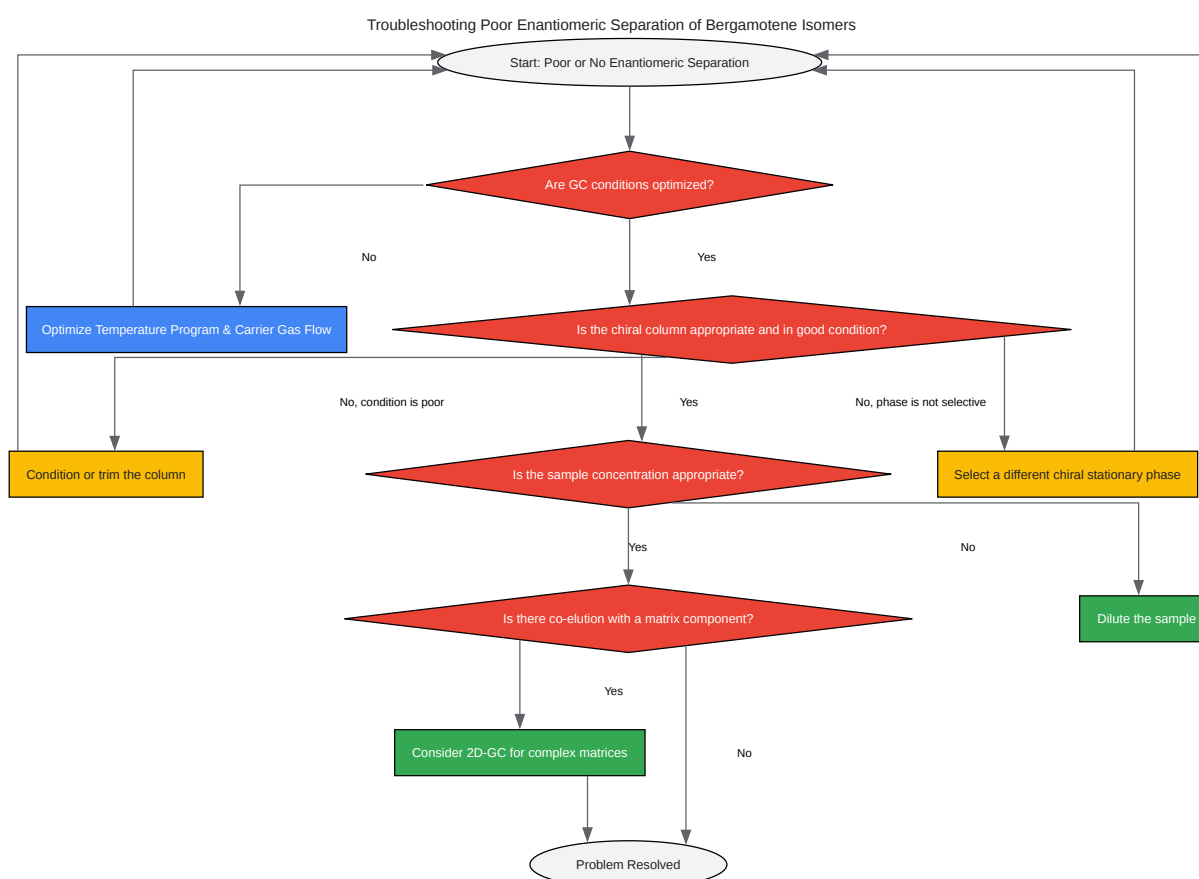 Troubleshooting Poor Enantiomeric Separation of Bergamotene Isomers
Start: Poor or No Enantiomeric Separation
Are GC conditions optimized?
No
Yes
Optimize Temperature Program & Carrier Gas Flow
Is the chiral column appropriate and in good condition?
No, condition is poor
Yes
No, phase is not selective
Condition or trim the column
Is the sample concentration appropriate?
Select a different chiral stationary phase
Yes
No
Is there co-elution with a matrix component?
Dilute the sample
Yes
Consider 2D-GC for complex matrices
No
Problem Resolved